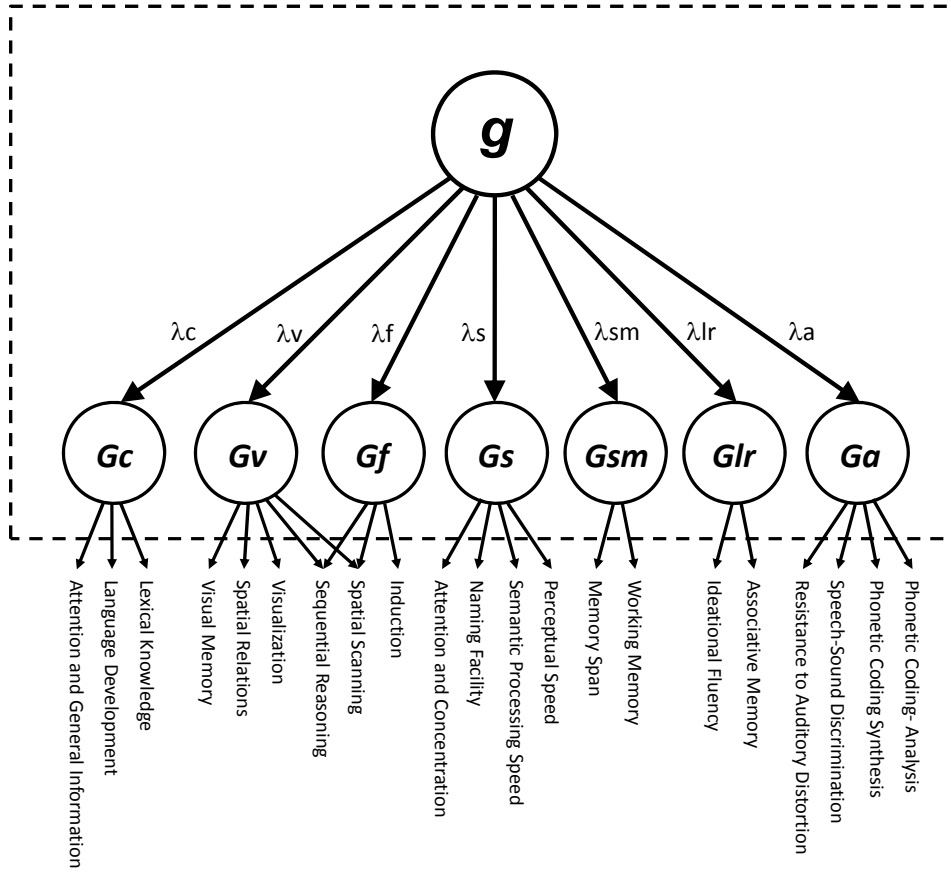 g
λc
λv
λf
λs
λsm
λlr
λa
Gc
Gv
Gf
Gs
Gsm
Glr
Ga
Attention and General Information
Language Development
Lexical Knowledge
Visual Memory
Spatial Relations
Visualization
Sequential Reasoning
Spatial Scanning
Induction
Attention and Concentration
Naming Facility
Semantic Processing Speed
Perceptual Speed
Memory Span
Working Memory
Ideational Fluency
Associative Memory
Resistance to Auditory Distortion
Speech-Sound Discrimination
Phonetic Coding Synthesis
Phonetic Coding- Analysis